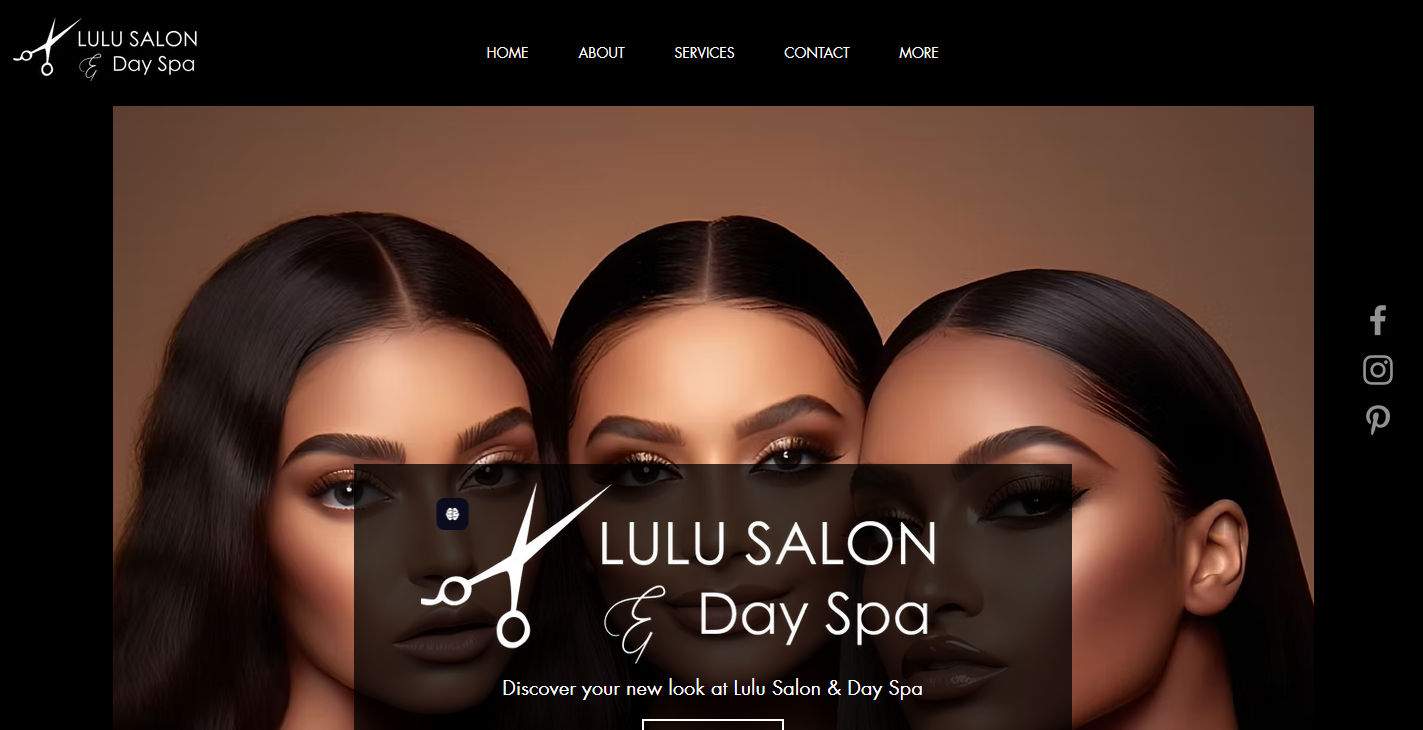 LULU SALON
& Day Spa
HOME ABOUT SERVICES CONTACT MORE
LULU SALON
& Day Spa
Discover your new look at Lulu Salon & Day Spa